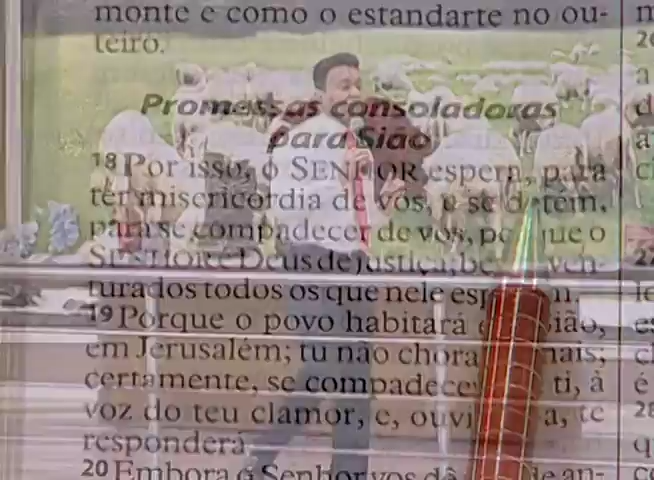 monte e como o estandarte no ou-
teiro.
Promessas consoladoras
para Sião
18 Por isso, o SENHOR espera, para
ter misericórdia de vós, e se detém,
para se compadecer de vós, porque o
SENHOR é Deus de justiça; bem-aven-
turados todos os que nele esperam.
19 Porque o povo habitará em Sião,
em Jerusalém; tu não chorarás mais;
certamente, se compadecerá ti, à
voz do teu clamor, e, ouvindo-a, te
responderá.
20 Embora o Senhor vos dê de an-